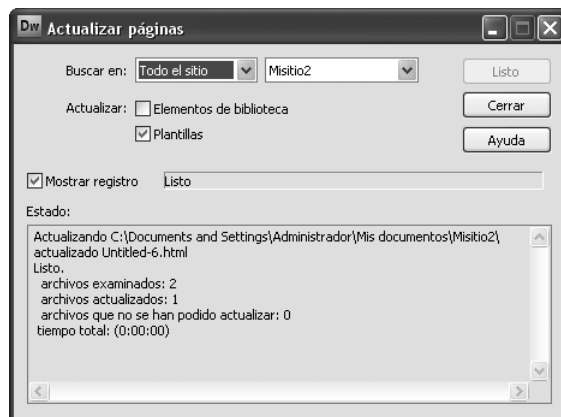 Dw Actualizar páginas
Buscar en: Todo el sitio Misitio2 Listo
Actualizar: Elementos de biblioteca Cerrar
Plantillas Ayuda
Mostrar registro Listo
Estado:
Actualizando C:\Documents and Settings\Administrador\Mis documentos\Misitio2\
actualizado Untitled-6.html
Listo.
archivos examinados: 2
archivos actualizados: 1
archivos que no se han podido actualizar: 0
tiempo total: (0:00:00)